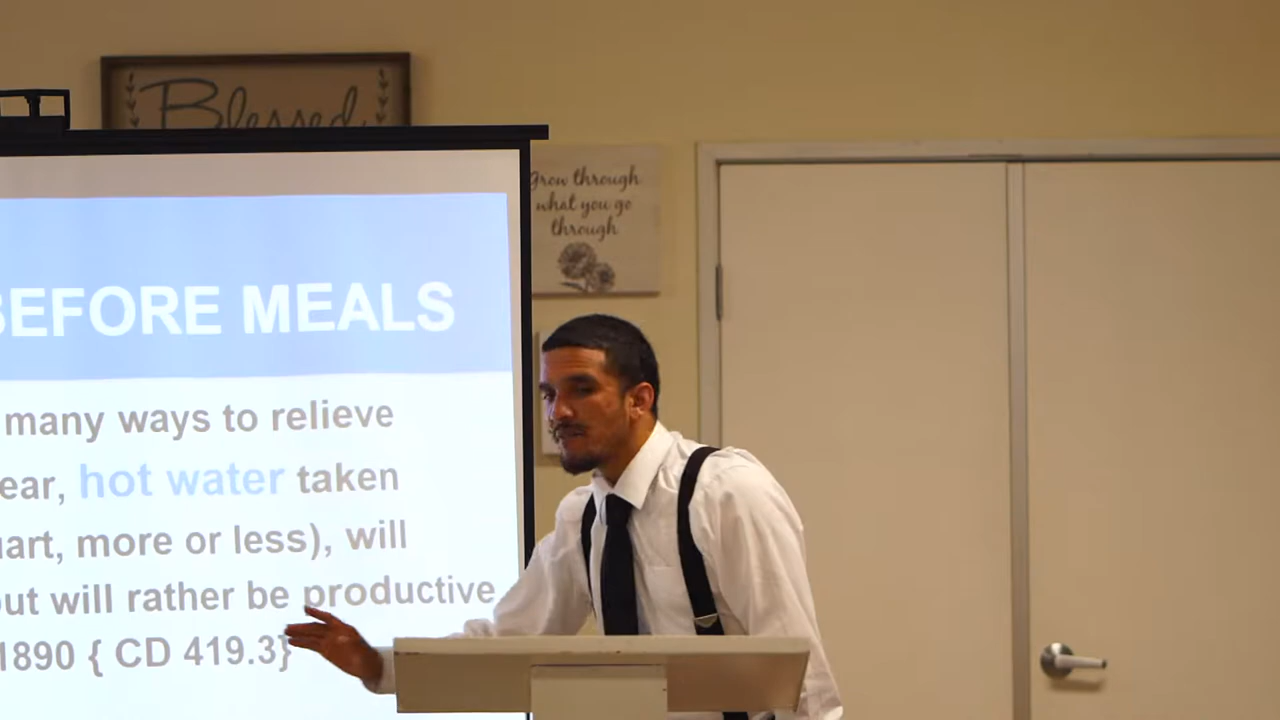 Blessed
Grow through
what you go
through
BEFORE MEALS
many ways to relieve
ear, hot water taken
uart, more or less), will
out will rather be productive
1890 { CD 419.3}